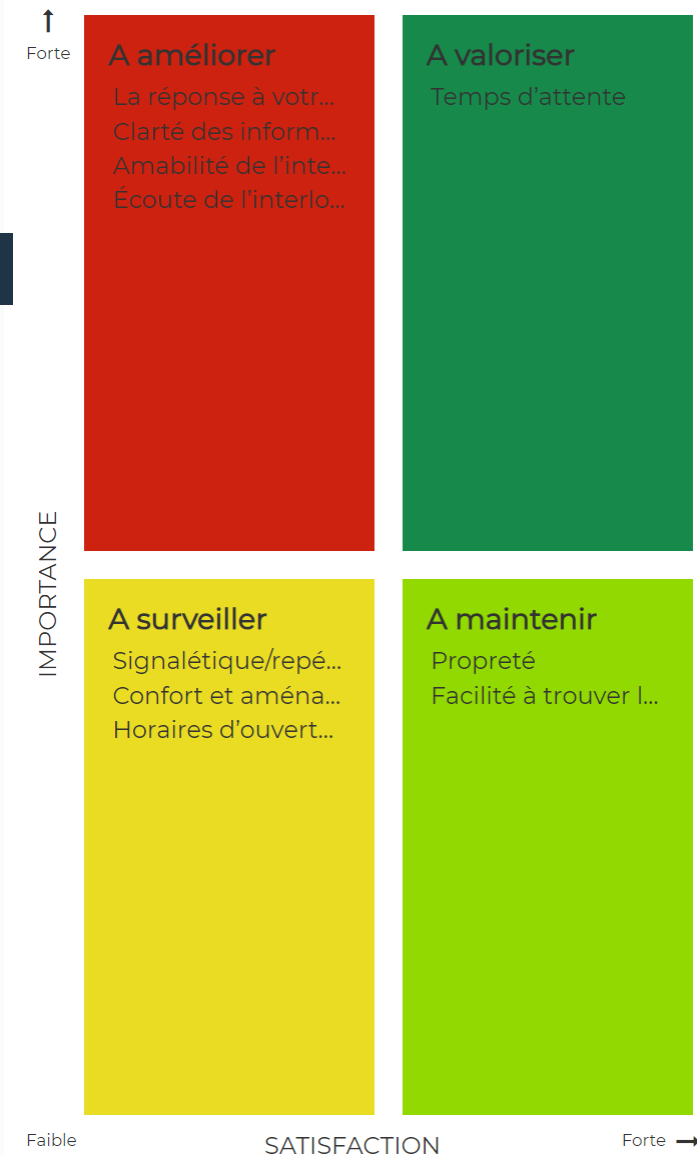 Forte
A améliorer
La réponse à votr...
Clarté des inform...
Amabilité de l'inte...
Écoute de l'interlo...
A valoriser
Temps d'attente
IMPORTANCE
A surveiller
Signalétique/repé...
Confort et aména...
Horaires d'ouvert...
A maintenir
Propreté
Facilité à trouver l...
Faible
SATISFACTION
Forte